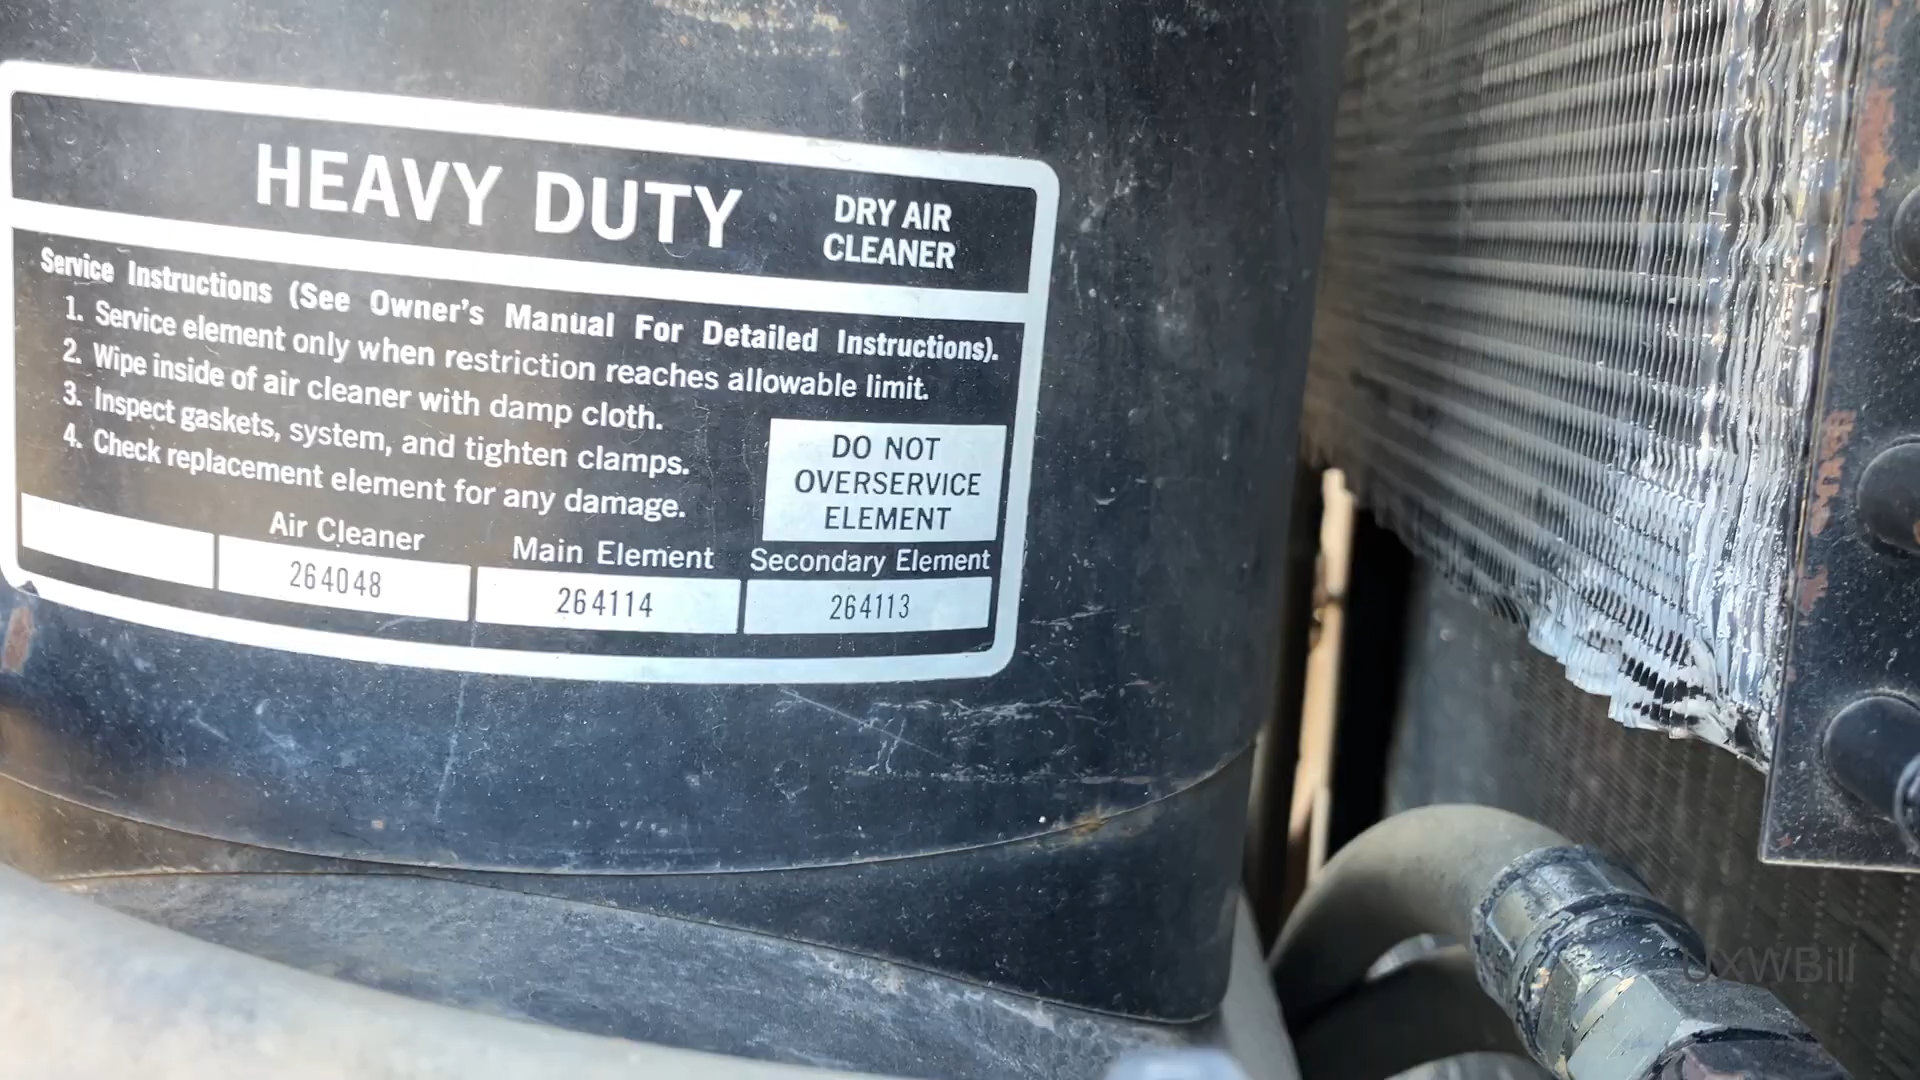 HEAVY DUTY
DRY AIR
CLEANER
Service Instructions (See Owner's Manual For Detailed Instructions).
1. Service element only when restriction reaches allowable limit.
2. Wipe inside of air cleaner with damp cloth.
3. Inspect gaskets, system, and tighten clamps.
4. Check replacement element for any damage.
DO NOT
OVERSERVICE
ELEMENT
Air Cleaner
264048
Main Element
264114
Secondary Element
264113
UxWBill